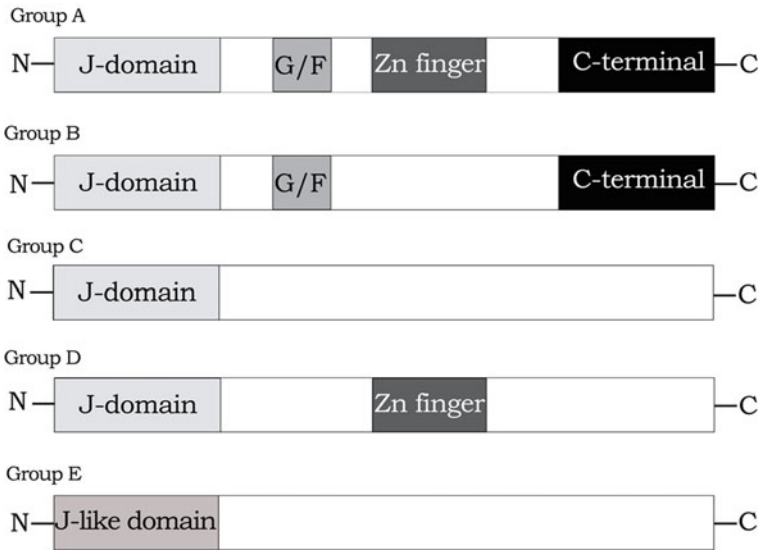 Group A
N J-domain G/F Zn finger C-terminal C
Group B
N J-domain G/F C-terminal C
Group C
N J-domain C
Group D
N J-domain Zn finger C
Group E
N J-like domain C